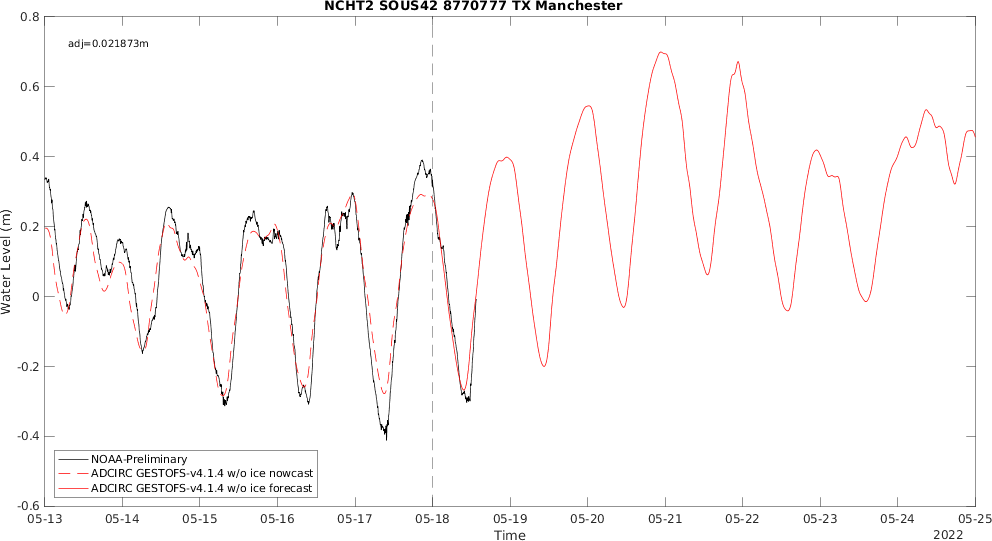 NCHT2 SOUS42 8770777 TX Manchester
adj=0.021873m
0.8
0.6
0.4
0.2
0
-0.2
-0.4
-0.6
Water Level (m)
NOAA-Preliminary
ADCIRC GESTOFS-v4.1.4 w/o ice nowcast
ADCIRC GESTOFS-v4.1.4 w/o ice forecast
05-13 05-14 05-15 05-16 05-17 05-18 05-19 05-20 05-21 05-22 05-23 05-24 05-25
Time
2022